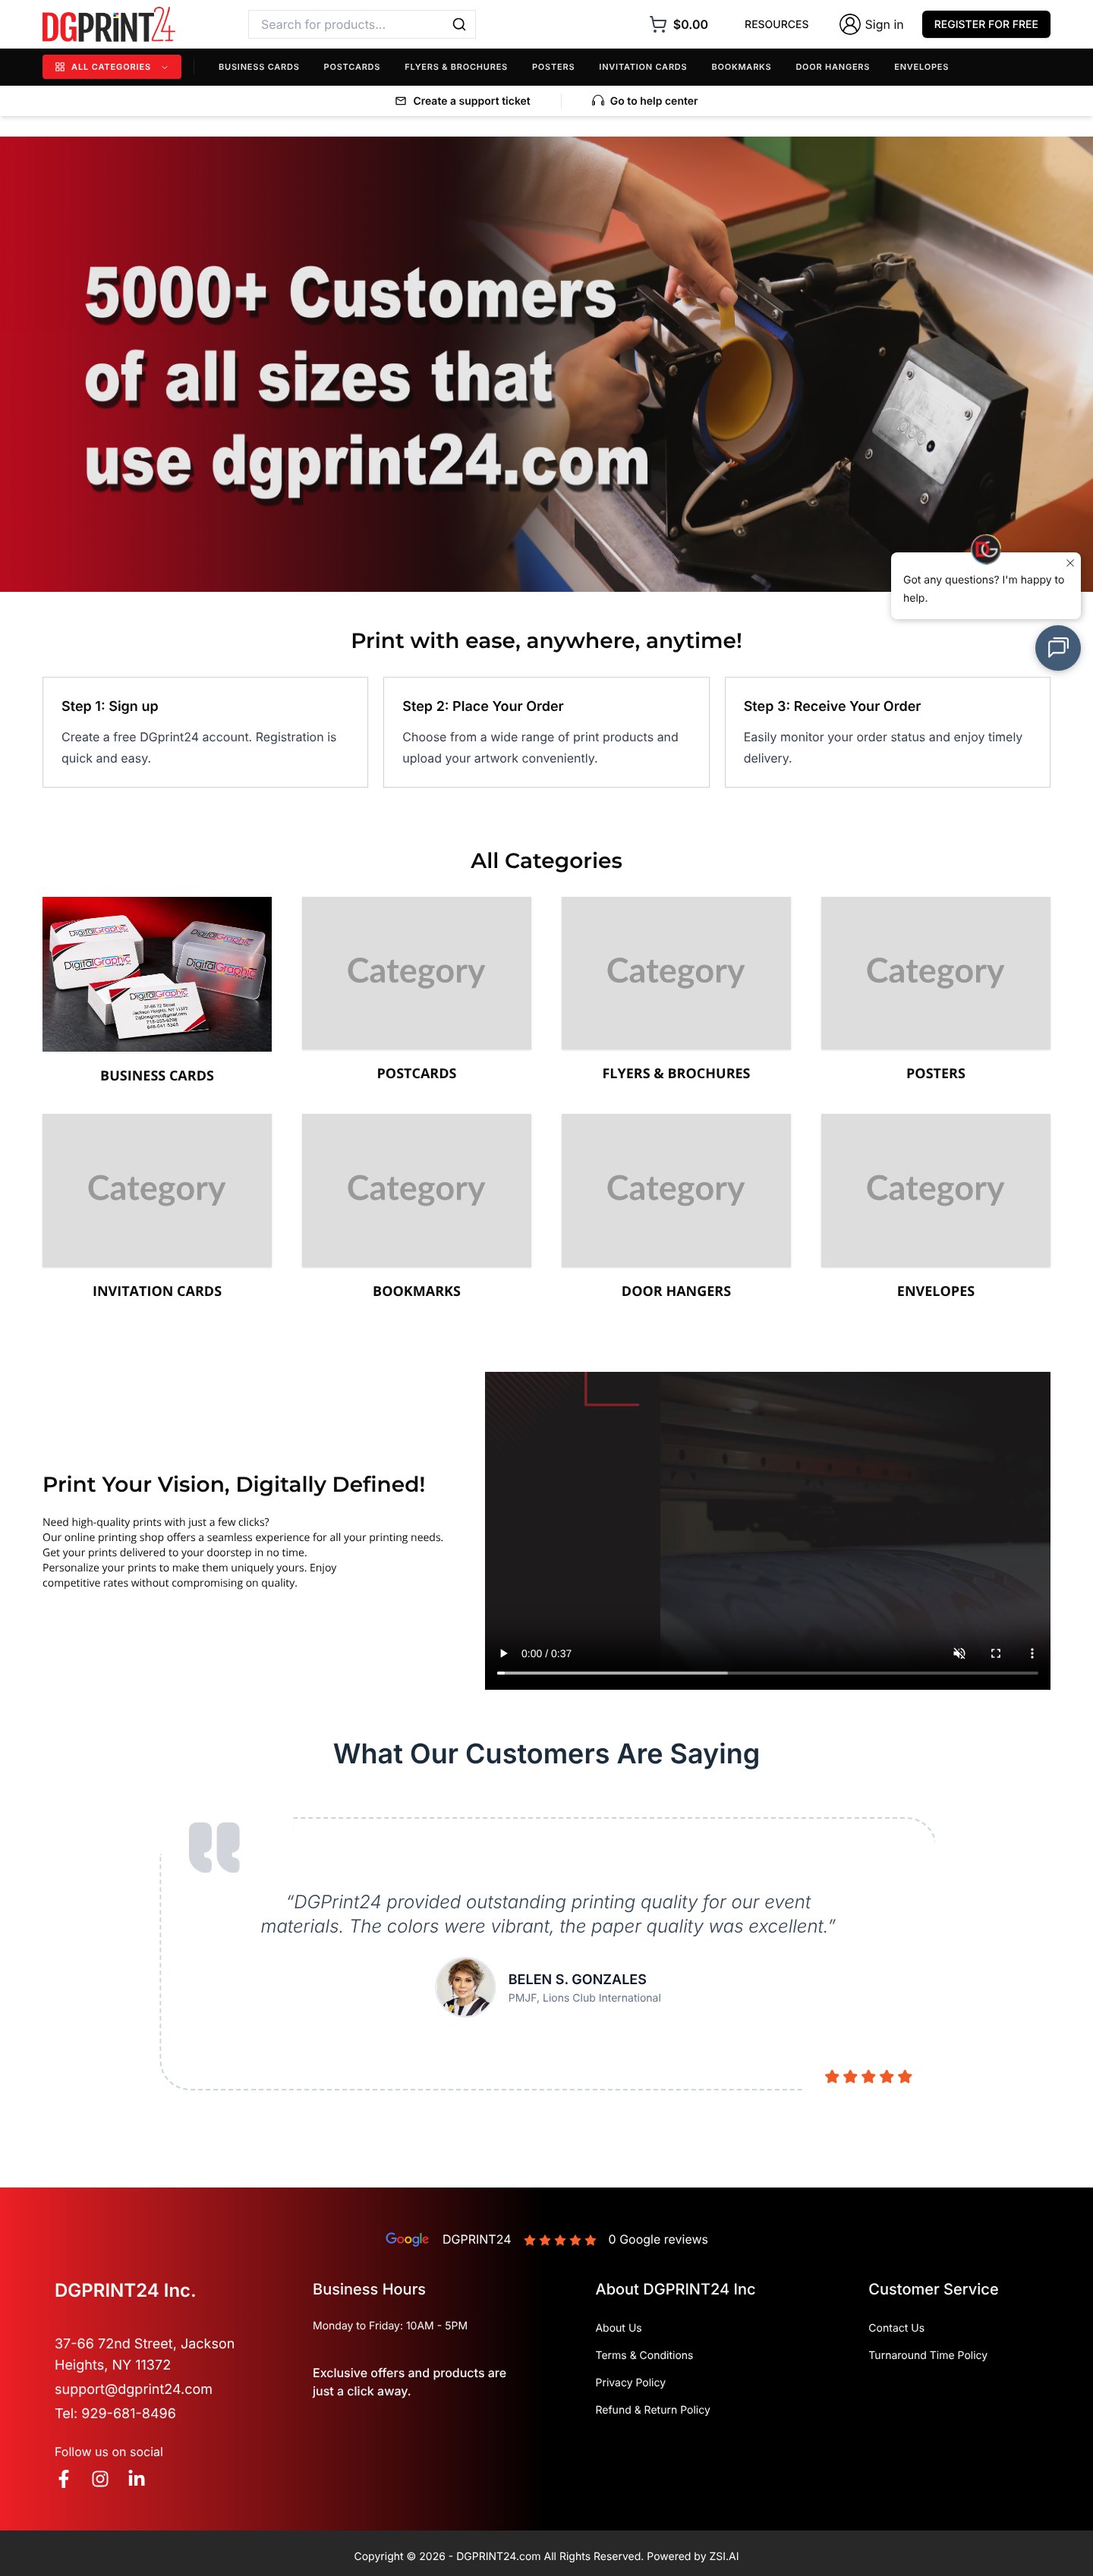 DGPRINT24
Search for products...
$0.00
RESOURCES
Sign in
REGISTER FOR FREE
ALL CATEGORIES
BUSINESS CARDS
POSTCARDS
FLYERS & BROCHURES
POSTERS
INVITATION CARDS
BOOKMARKS
DOOR HANGERS
ENVELOPES
Create a support ticket
Go to help center
5000+ Customers
of all sizes that
use dgprint24.com
DG
Got any questions? I'm happy to
help.
Print with ease, anywhere, anytime!
Step 1: Sign up
Create a free DGprint24 account. Registration is
quick and easy.
Step 2: Place Your Order
Choose from a wide range of print products and
upload your artwork conveniently.
Step 3: Receive Your Order
Easily monitor your order status and enjoy timely
delivery.
All Categories
DigitalGraphic
DigitalGraphic
DigitalGraphic
DigitalGraphic
DigitalGraphic
BUSINESS CARDS
Category
POSTCARDS
Category
FLYERS & BROCHURES
Category
POSTERS
Category
INVITATION CARDS
Category
BOOKMARKS
Category
DOOR HANGERS
Category
ENVELOPES
Print Your Vision, Digitally Defined!
Need high-quality prints with just a few clicks?
Our online printing shop offers a seamless experience for all your printing needs.
Get your prints delivered to your doorstep in no time.
Personalize your prints to make them uniquely yours. Enjoy
competitive rates without compromising on quality.
0:00 / 0:37
What Our Customers Are Saying
“DGPrint24 provided outstanding printing quality for our event
materials. The colors were vibrant, the paper quality was excellent.”
BELEN S. GONZALES
PMJF, Lions Club International
Google
DGPRINT24
0 Google reviews
DGPRINT24 Inc.
37-66 72nd Street, Jackson
Heights, NY 11372
support@dgprint24.com
Tel: 929-681-8496
Follow us on social
Business Hours
Monday to Friday: 10AM - 5PM
Exclusive offers and products are
just a click away.
About DGPRINT24 Inc
About Us
Terms & Conditions
Privacy Policy
Refund & Return Policy
Customer Service
Contact Us
Turnaround Time Policy
Copyright © 2026 - DGPRINT24.com All Rights Reserved. Powered by ZSI.AI